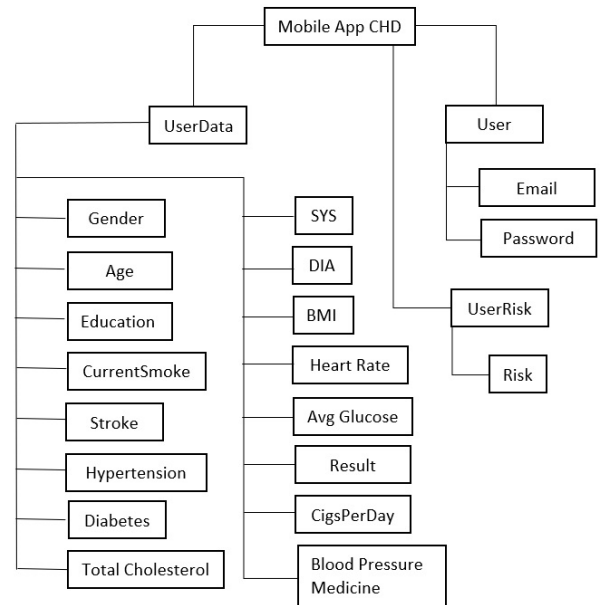 Mobile App CHD
UserData
User
Email
Password
Gender
Age
Education
CurrentSmoke
Stroke
Hypertension
Diabetes
Total Cholesterol
SYS
DIA
BMI
Heart Rate
Avg Glucose
Result
CigsPerDay
Blood Pressure
Medicine
UserRisk
Risk